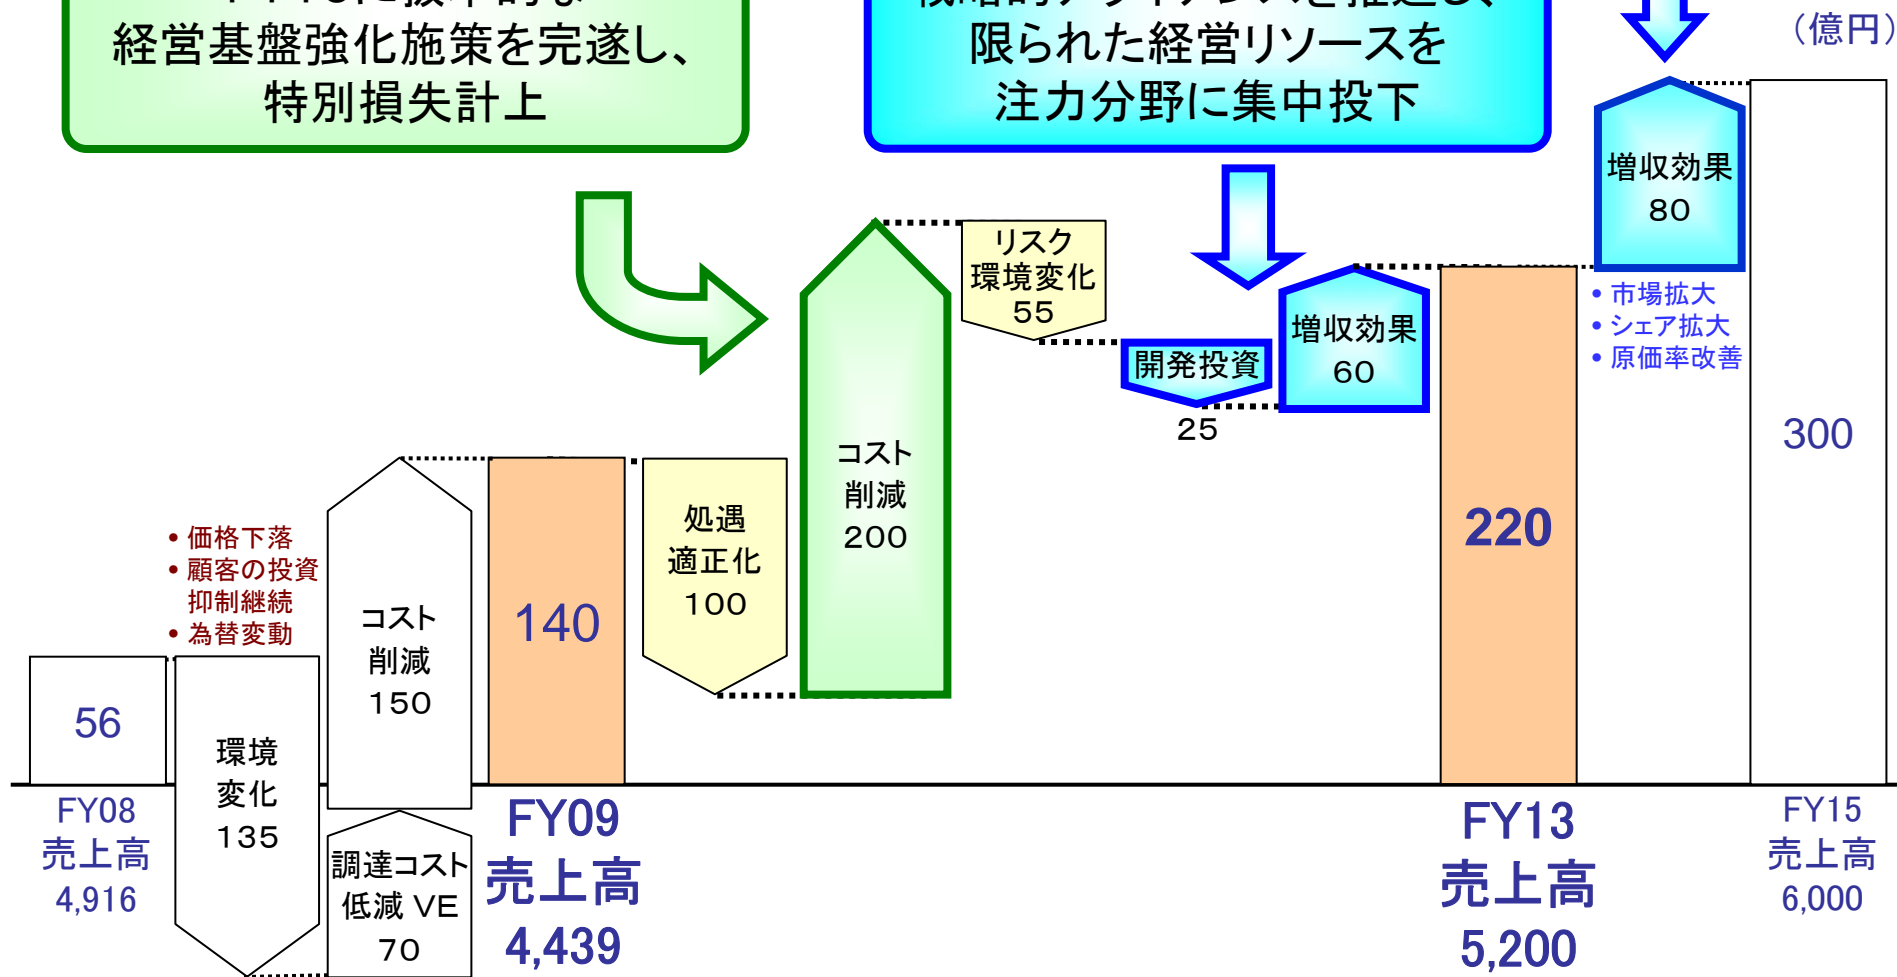 経営基盤強化施策を完遂し、
特別損失計上
限られた経営リソースを
注力分野に集中投下
（億円）
増収効果
80
• 市場拡大
• シェア拡大
• 原価率改善
リスク
環境変化
55
開発投資
25
増収効果
60
コスト
削減
200
処遇
適正化
100
• 価格下落
• 顧客の投資
抑制継続
• 為替変動
コスト
削減
150
環境
変化
135
調達コスト
低減 VE
70
56
140
220
300
FY08
売上高
4,916
FY09
売上高
4,439
FY13
売上高
5,200
FY15
売上高
6,000